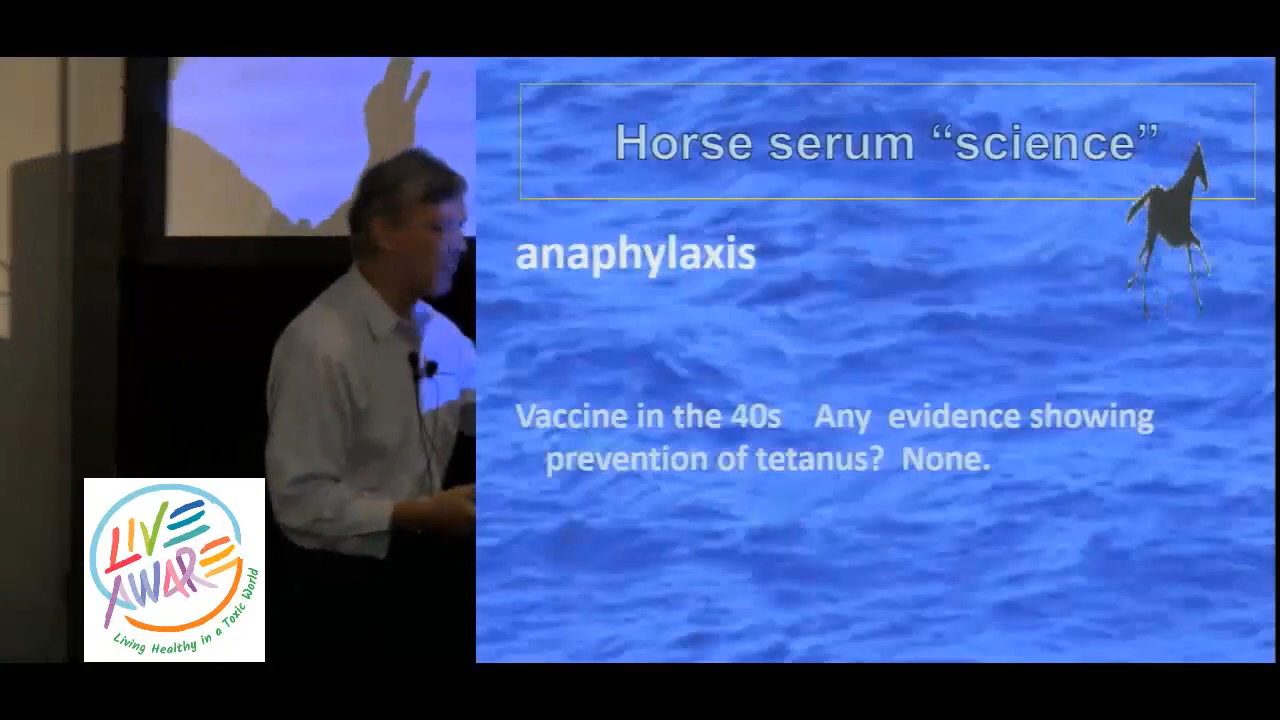 Horse serum “science”
anaphylaxis
Vaccine in the 40s Any evidence showing
prevention of tetanus? None.
LIVE
AWARE
Living Healthy in a Toxic World